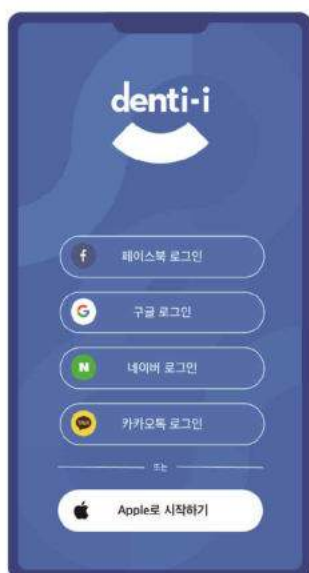 denti-i
페이스북 로그인
구글 로그인
네이버 로그인
카카오톡 로그인
또는
Apple로 시작하기